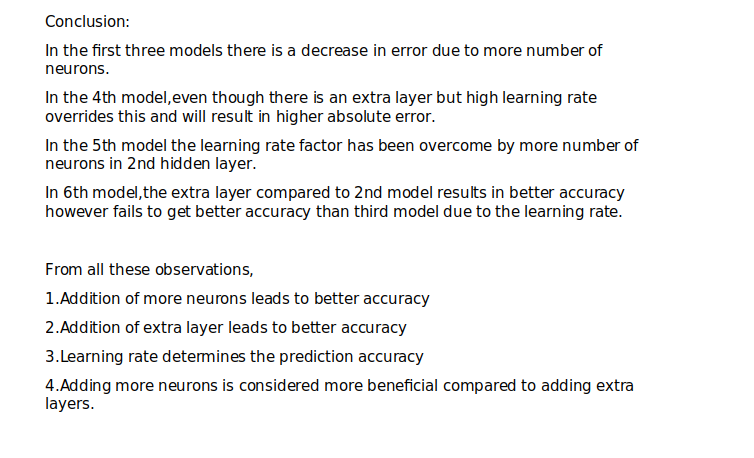 Conclusion:
In the first three models there is a decrease in error due to more number of
neurons.
In the 4th model,even though there is an extra layer but high learning rate
overrides this and will result in higher absolute error.
In the 5th model the learning rate factor has been overcome by more number of
neurons in 2nd hidden layer.
In 6th model,the extra layer compared to 2nd model results in better accuracy
however fails to get better accuracy than third model due to the learning rate.
From all these observations,
1.Addition of more neurons leads to better accuracy
2.Addition of extra layer leads to better accuracy
3.Learning rate determines the prediction accuracy
4.Adding more neurons is considered more beneficial compared to adding extra
layers.